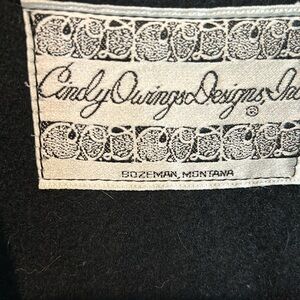 Cindy Owings Designs, Inc
®
BOZEMAN, MONTANA